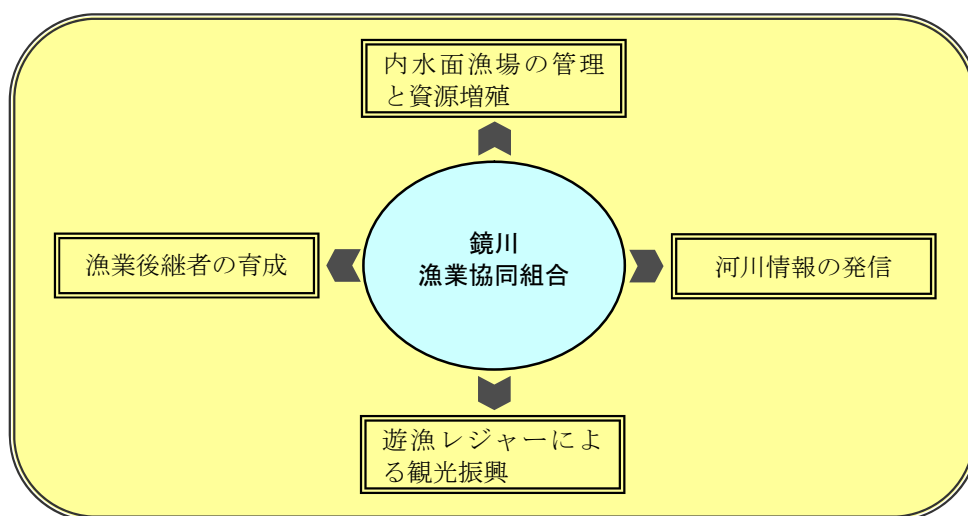 内水面漁場の管理
と資源増殖
漁業後継者の育成
鏡川
漁業協同組合
河川情報の発信
遊漁レジャーによ
る観光振興